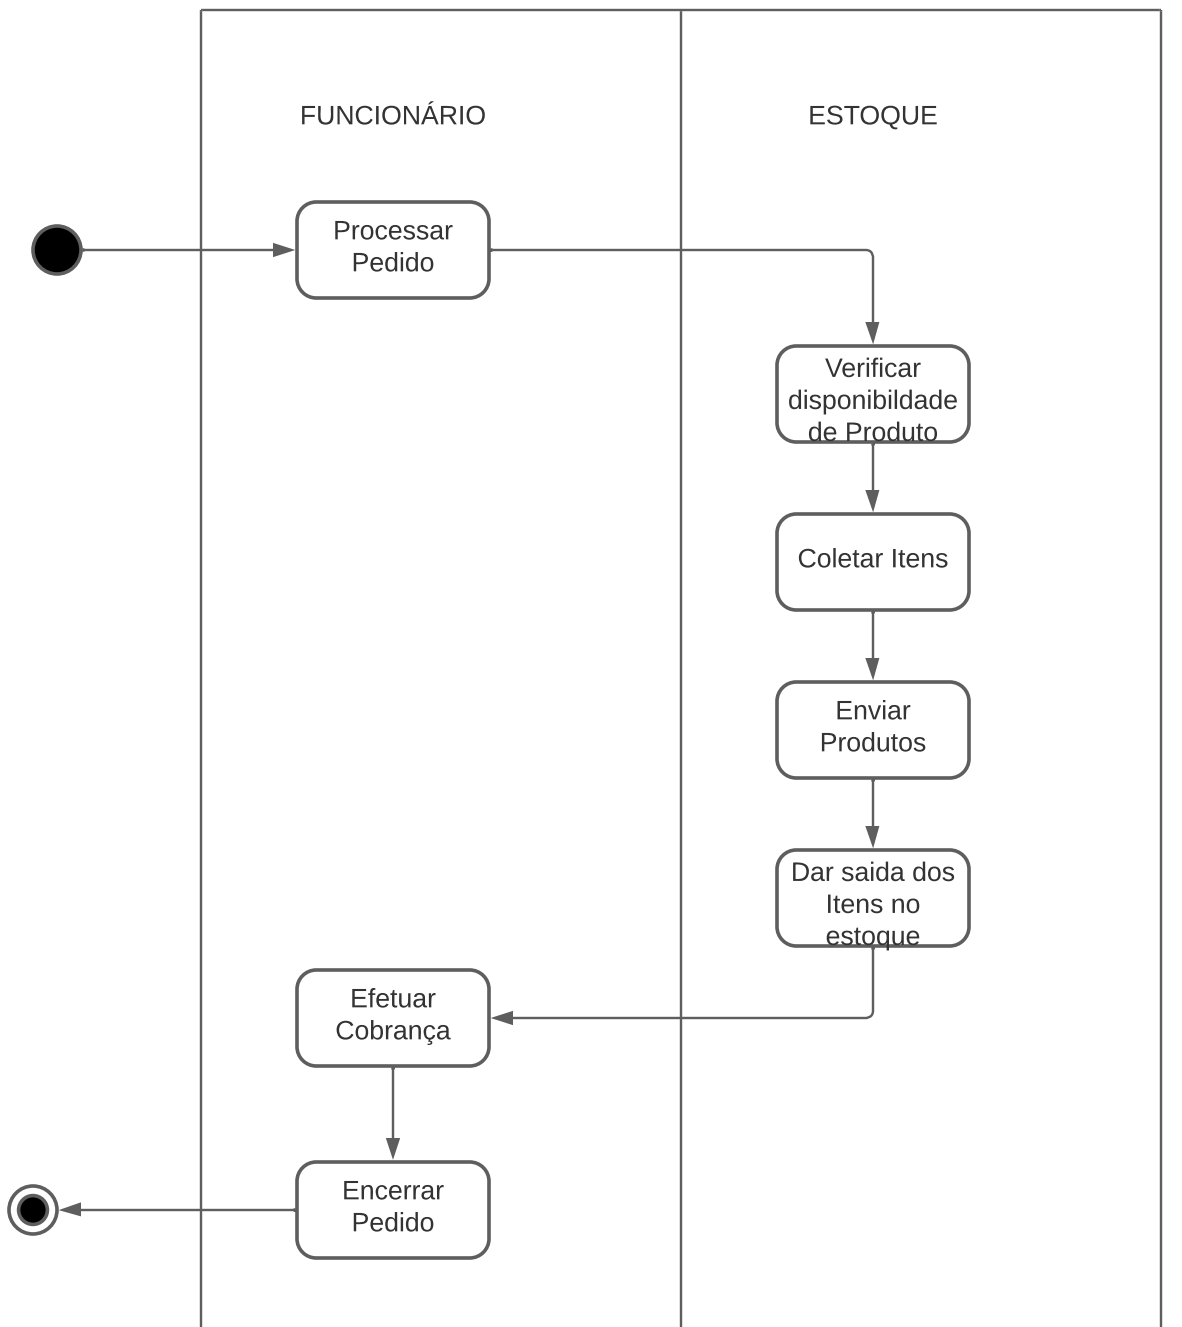 FUNCIONÁRIO
ESTOQUE
Processar
Pedido
Verificar
disponibildade
de Produto
Coletar Itens
Enviar
Produtos
Dar saida dos
Itens no
estoque
Efetuar
Cobrança
Encerrar
Pedido